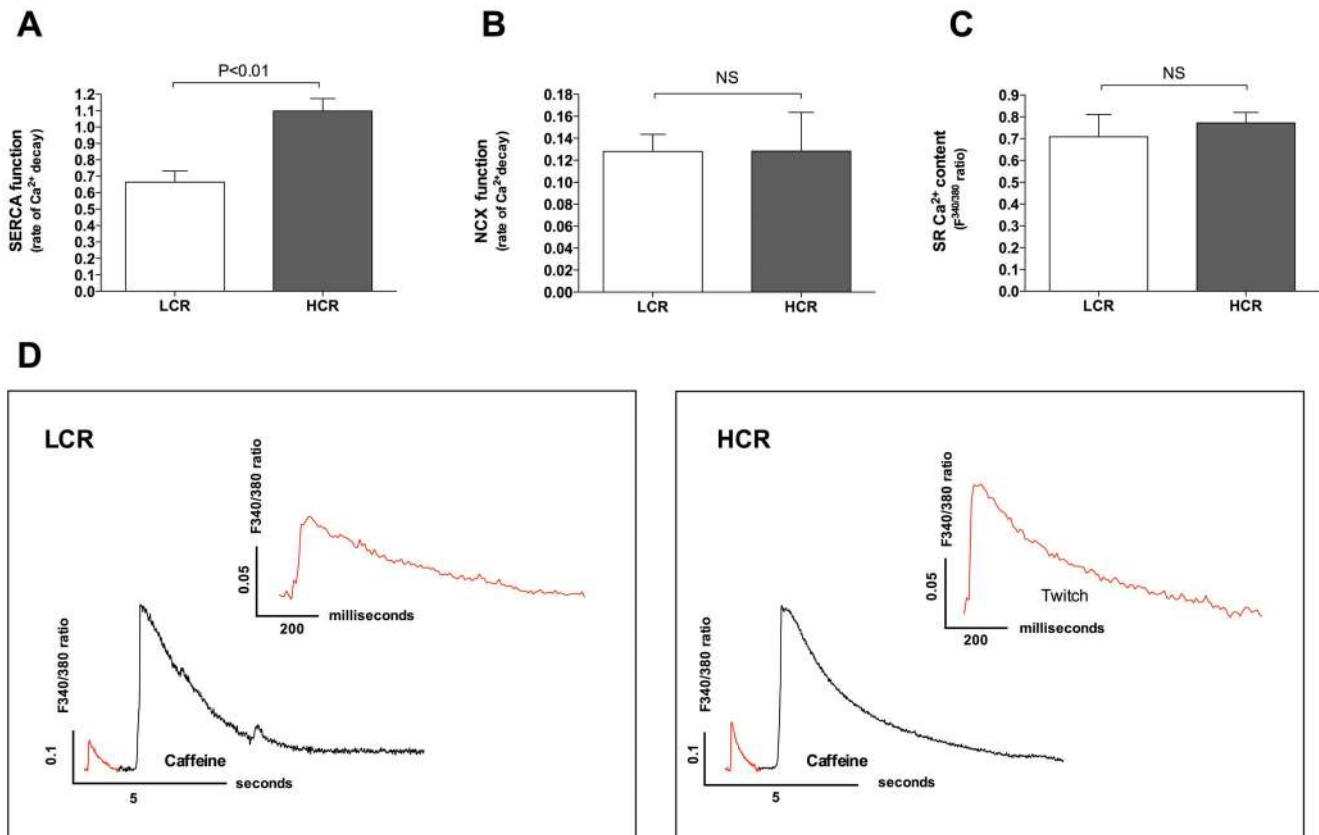 A
P<0.01
SERCA function
(rate of Ca²⁺ decay)
1.2
1.1
1.0
0.9
0.8
0.7
0.6
0.5
0.4
0.3
0.2
0.1
0.0
LCR HCR
B
NS
NCX function
(rate of Ca²⁺decay)
0.18
0.16
0.14
0.12
0.10
0.08
0.06
0.04
0.02
0.00
LCR HCR
C
NS
SR Ca²⁺ content
(F³⁴⁰/³⁸⁰ ratio)
0.9
0.8
0.7
0.6
0.5
0.4
0.3
0.2
0.1
0.0
LCR HCR
D
LCR
F340/380 ratio
0.05
milliseconds
200
F340/380 ratio
0.1
Caffeine
seconds
5
HCR
F340/380 ratio
0.05
Twitch
milliseconds
200
F340/380 ratio
0.1
Caffeine
seconds
5